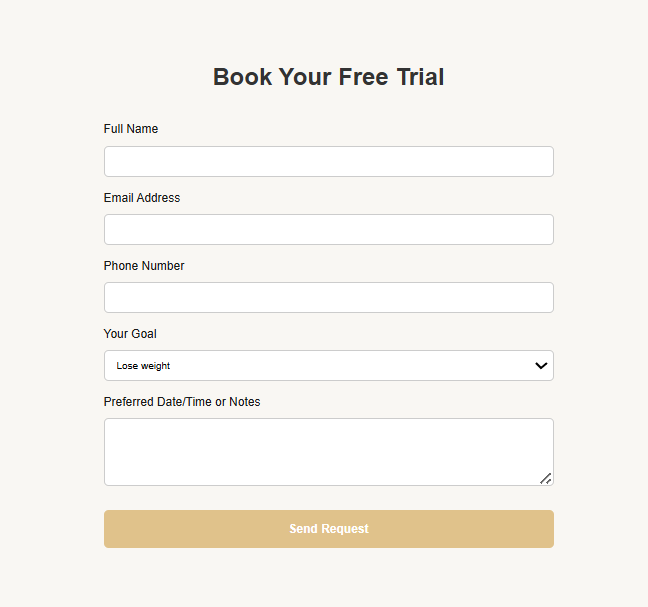 Book Your Free Trial
Full Name
Email Address
Phone Number
Your Goal
Lose weight
Preferred Date/Time or Notes
Send Request